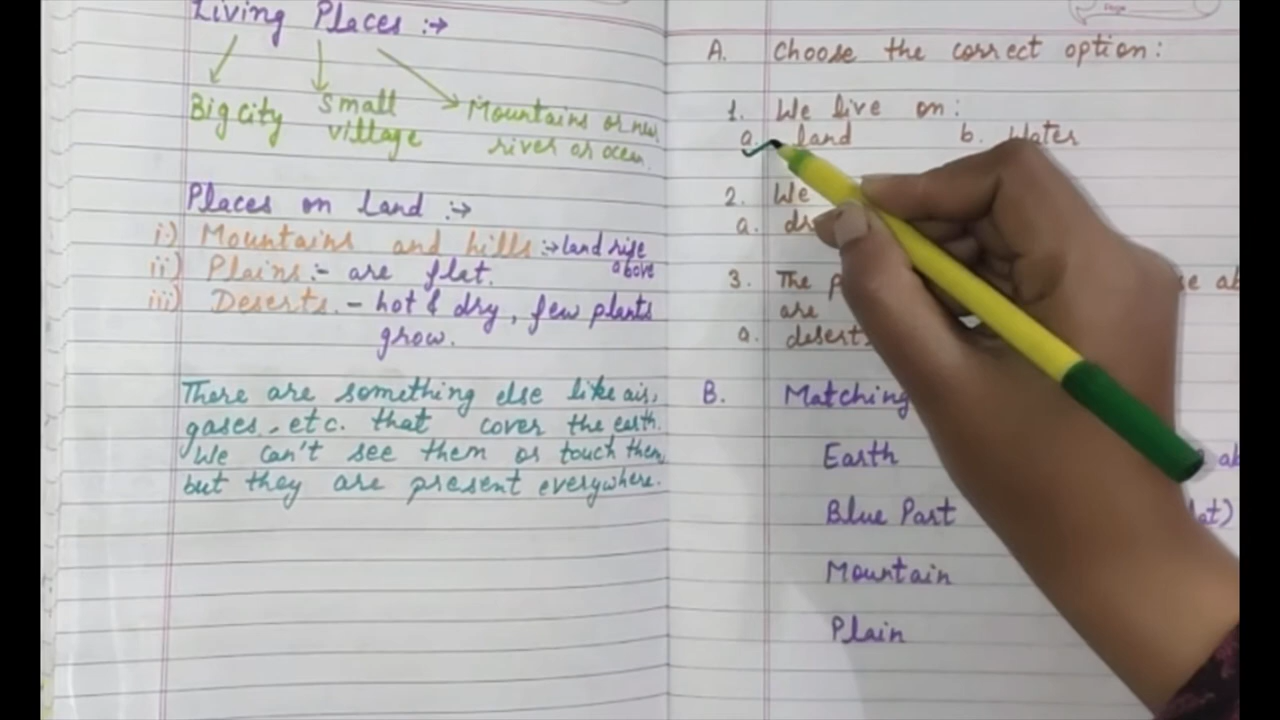 Living Places :→
Big city Small Mountains or near
village river or ocean
Places on Land :→
i.) Mountains and hills :→ land rise
above
ii) Plains :- are flat.
iii) Deserts. - hot & dry, few plants
grow.
There are something else like air,
gases, etc. that cover the earth.
We can't see them or touch them
but they are present everywhere.
Page
A. Choose the correct option :
1. We live on :
a. land b. Water
2. We
a.
3. The
are
a. deserts
B. Matching
Earth
Blue Part
Mountain
Plain